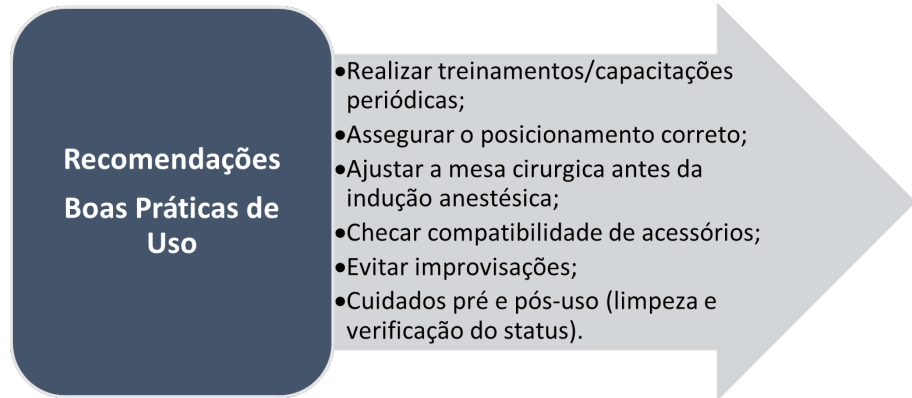 Recomendações
Boas Práticas de
Uso
•Realizar treinamentos/capacitações
periódicas;
•Assegurar o posicionamento correto;
•Ajustar a mesa cirurgica antes da
indução anestésica;
•Checar compatibilidade de acessórios;
•Evitar improvisações;
•Cuidados pré e pós-uso (limpeza e
verificação do status).